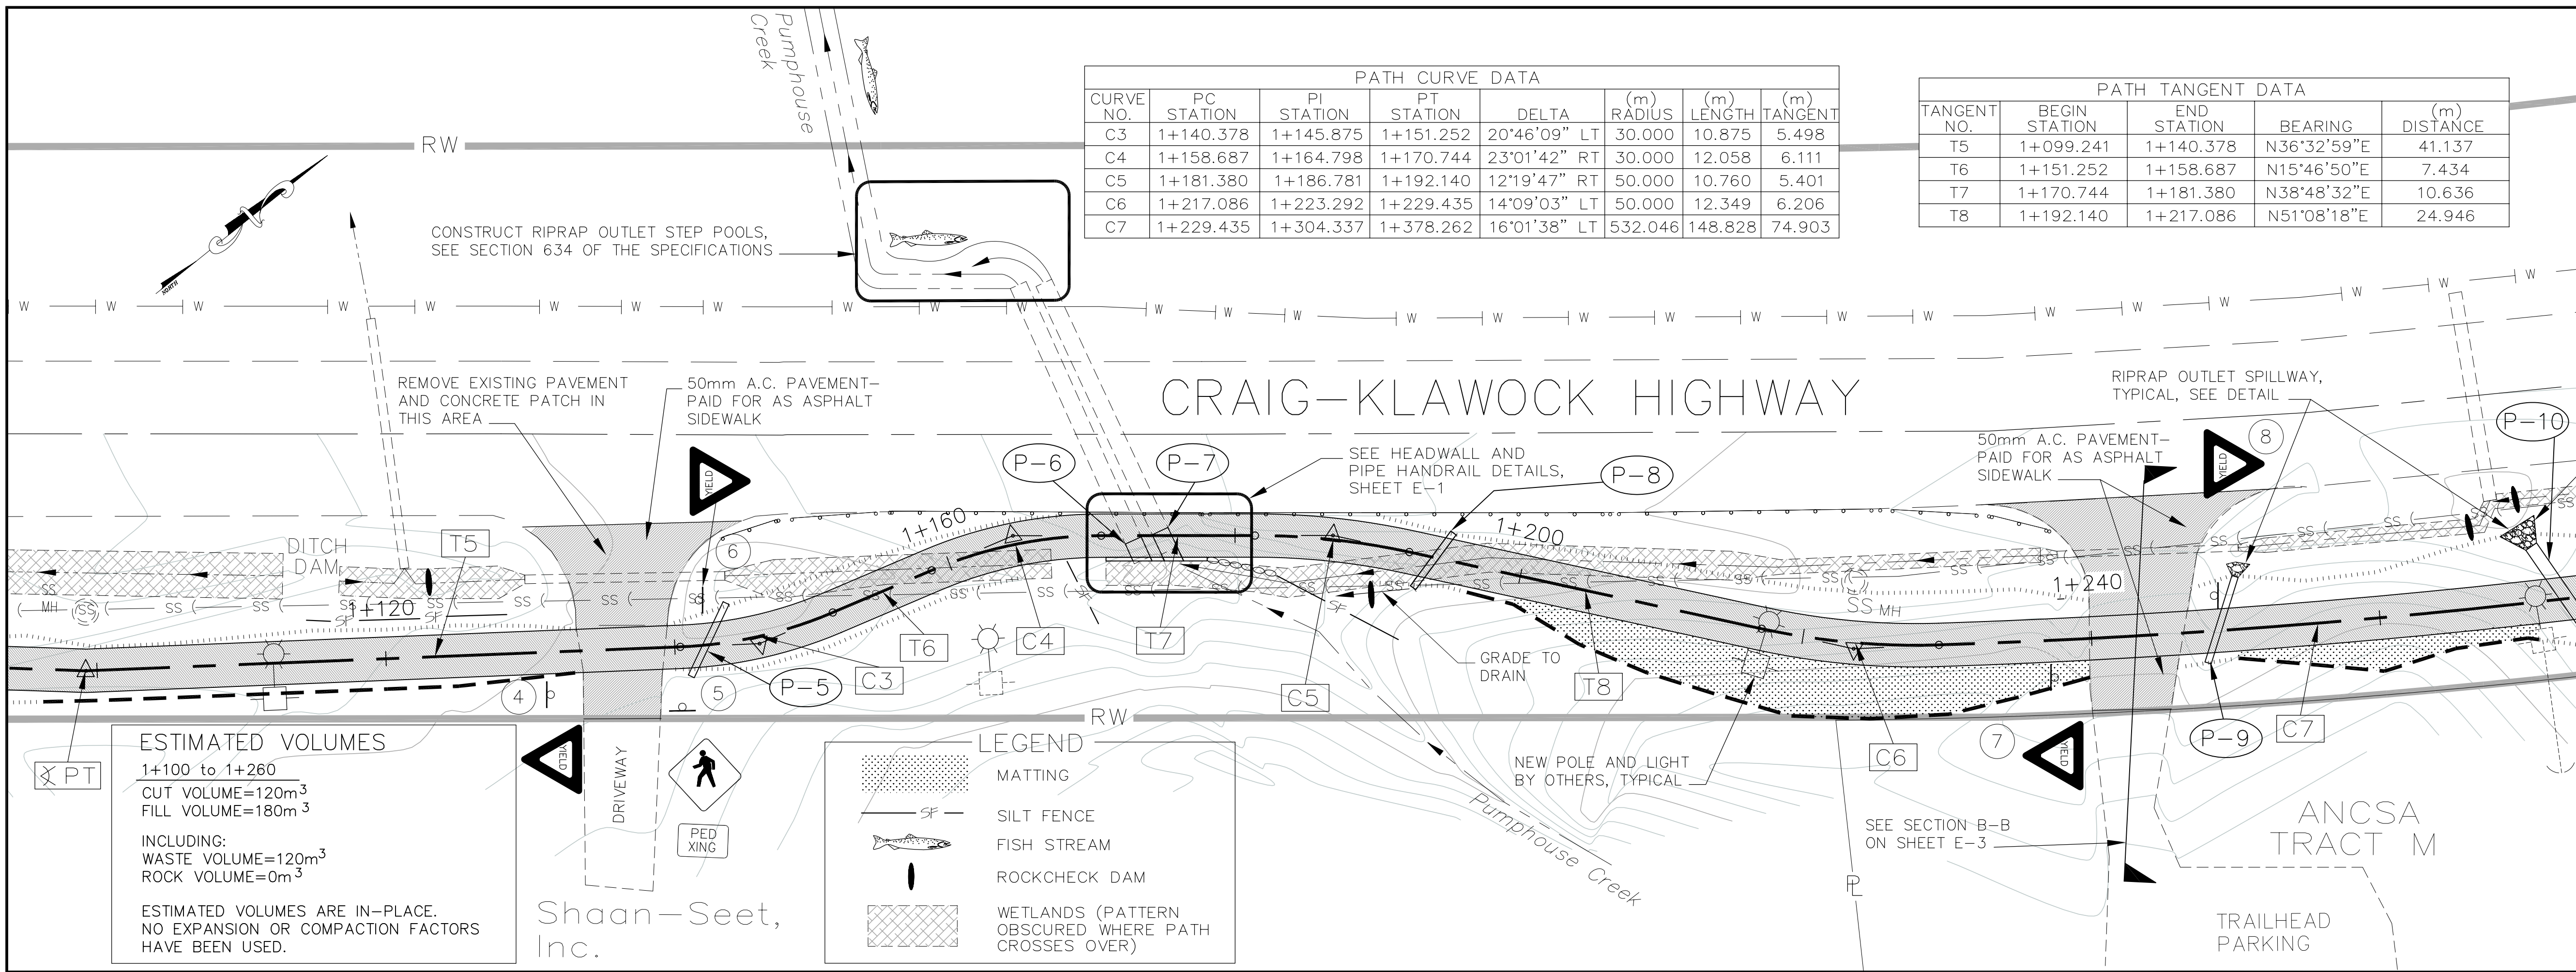 Pumphouse
Creek
PATH CURVE DATA
CURVE NO. PC STATION PI STATION PT STATION DELTA (m) RADIUS (m) LENGTH (m) TANGENT
C3 1+140.378 1+145.875 1+151.252 20°46'09" LT 30.000 10.875 5.498
C4 1+158.687 1+164.798 1+170.744 23°01'42" RT 30.000 12.058 6.111
C5 1+181.380 1+186.781 1+192.140 12°19'47" RT 50.000 10.760 5.401
C6 1+217.086 1+223.292 1+229.435 14°09'03" LT 50.000 12.349 6.206
C7 1+229.435 1+304.337 1+378.262 16°01'38" LT 532.046 148.828 74.903
PATH TANGENT DATA
TANGENT NO. BEGIN STATION END STATION BEARING (m) DISTANCE
T5 1+099.241 1+140.378 N36°32'59"E 41.137
T6 1+151.252 1+158.687 N15°46'50"E 7.434
T7 1+170.744 1+181.380 N38°48'32"E 10.636
T8 1+192.140 1+217.086 N51°08'18"E 24.946
RW
NORTH
CONSTRUCT RIPRAP OUTLET STEP POOLS,
SEE SECTION 634 OF THE SPECIFICATIONS
W W W W W W W W W W W W W W W W W W W W W W W W W W W W
REMOVE EXISTING PAVEMENT
AND CONCRETE PATCH IN
THIS AREA
50mm A.C. PAVEMENT-
PAID FOR AS ASPHALT
SIDEWALK
CRAIG-KLAWOCK HIGHWAY
RIPRAP OUTLET SPILLWAY,
TYPICAL, SEE DETAIL
P-10
50mm A.C. PAVEMENT-
PAID FOR AS ASPHALT
SIDEWALK
YIELD
8
SEE HEADWALL AND
PIPE HANDRAIL DETAILS,
SHEET E-1
P-6
P-7
P-8
YIELD
6
1+160
1+200
1+240
DITCH
DAM
T5
SS
MH
SS
1+120
SF
SS
SS MH
SF
T6
C4
T7
C5
GRADE TO
DRAIN
T8
C3
P-5
4
5
RW
C6
7
YIELD
P-9
C7
PT
ESTIMATED VOLUMES
1+100 to 1+260
CUT VOLUME=120m3
FILL VOLUME=180m3
INCLUDING:
WASTE VOLUME=120m3
ROCK VOLUME=0m3
ESTIMATED VOLUMES ARE IN-PLACE.
NO EXPANSION OR COMPACTION FACTORS
HAVE BEEN USED.
YIELD
DRIVEWAY
PED
XING
Shaan-Seet,
Inc.
LEGEND
MATTING
SF SILT FENCE
FISH STREAM
ROCKCHECK DAM
WETLANDS (PATTERN
OBSCURED WHERE PATH
CROSSES OVER)
NEW POLE AND LIGHT
BY OTHERS, TYPICAL
Pumphouse Creek
PL
SEE SECTION B-B
ON SHEET E-3
ANCSA
TRACT M
TRAILHEAD
PARKING